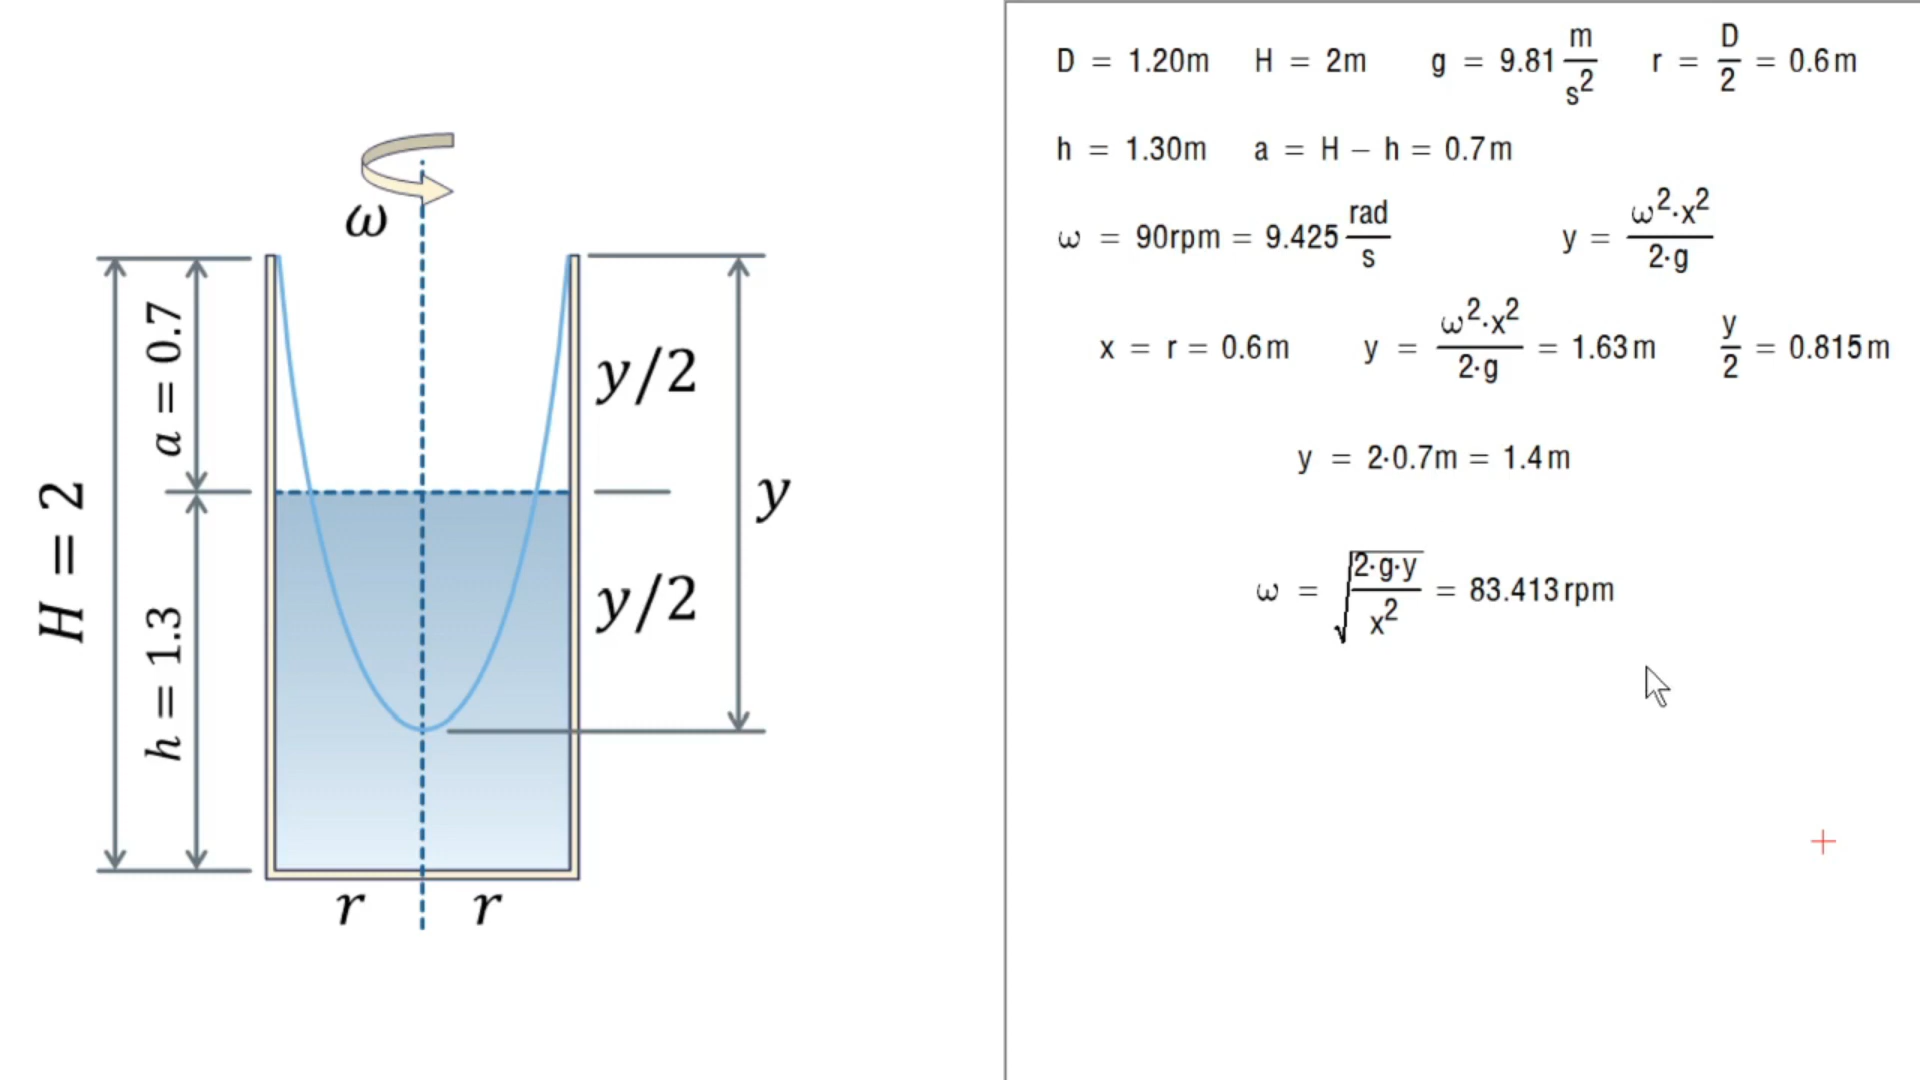 ω
H = 2
a = 0.7
h = 1.3
y/2
y/2
y
r r
D = 1.20m H = 2m g = 9.81 m/s² r = D/2 = 0.6m
h = 1.30m a = H − h = 0.7m
ω = 90rpm = 9.425 rad/s y = ω²·x²/2·g
x = r = 0.6m y = ω²·x²/2·g = 1.63m y/2 = 0.815m
y = 2·0.7m = 1.4m
ω = √(2·g·y/x²) = 83.413rpm